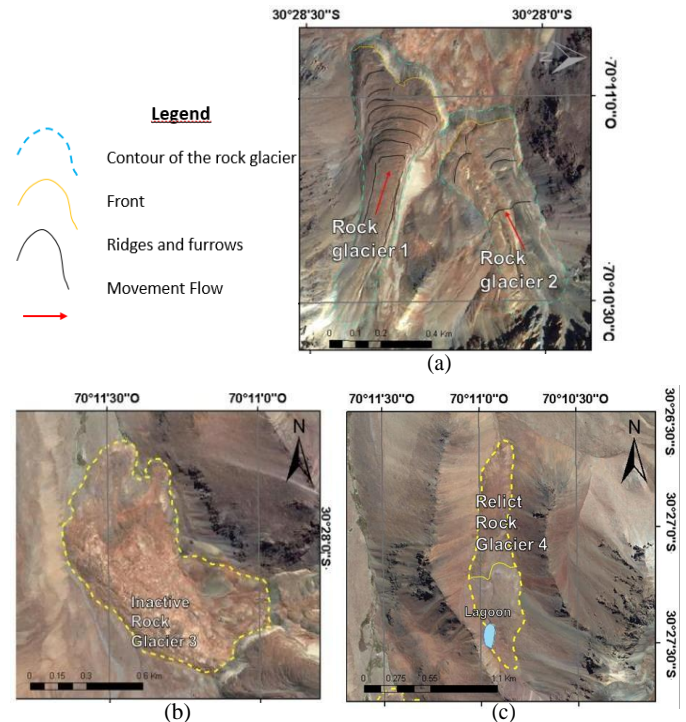 30°28'30"S
30°28'0"S
N
-70°11'0"O
-70°10'30"C
Legend
Contour of the rock glacier
Front
Ridges and furrows
Movement Flow
Rock
glacier 1
Rock
glacier 2
0 0.1 0.2 0.4 Km
(a)
70°11'30"O
70°11'0"O
N
30°28'0"S
Inactive
Rock
Glacier 3
0 0.15 0.3 0.6 Km
(b)
70°11'30"O
70°11'0"O
70°10'30"O
30°26'30"S
N
Relict
Rock
Glacier 4
30°27'0"S
Lagoon
30°27'30"S
0 0.275 0.55 1.1 Km
(c)